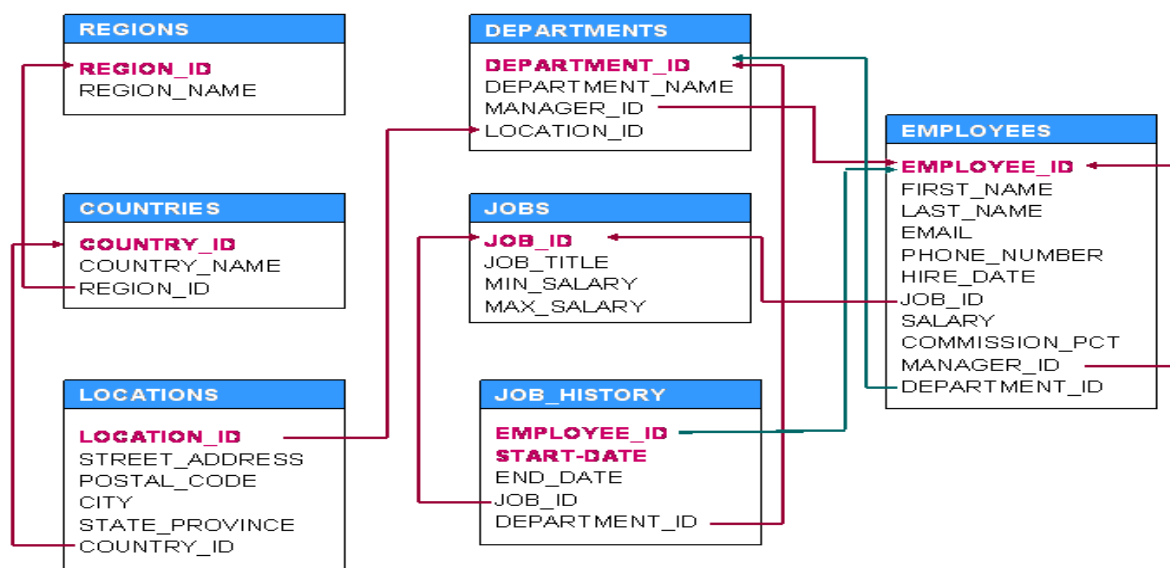 REGIONS
REGION_ID
REGION_NAME
DEPARTMENTS
DEPARTMENT_ID
DEPARTMENT_NAME
MANAGER_ID
LOCATION_ID
EMPLOYEES
EMPLOYEE_ID
FIRST_NAME
LAST_NAME
EMAIL
PHONE_NUMBER
HIRE_DATE
JOB_ID
SALARY
COMMISSION_PCT
MANAGER_ID
DEPARTMENT_ID
COUNTRIES
COUNTRY_ID
COUNTRY_NAME
REGION_ID
JOBS
JOB_ID
JOB_TITLE
MIN_SALARY
MAX_SALARY
LOCATIONS
LOCATION_ID
STREET_ADDRESS
POSTAL_CODE
CITY
STATE_PROVINCE
COUNTRY_ID
JOB_HISTORY
EMPLOYEE_ID
START-DATE
END_DATE
JOB_ID
DEPARTMENT_ID